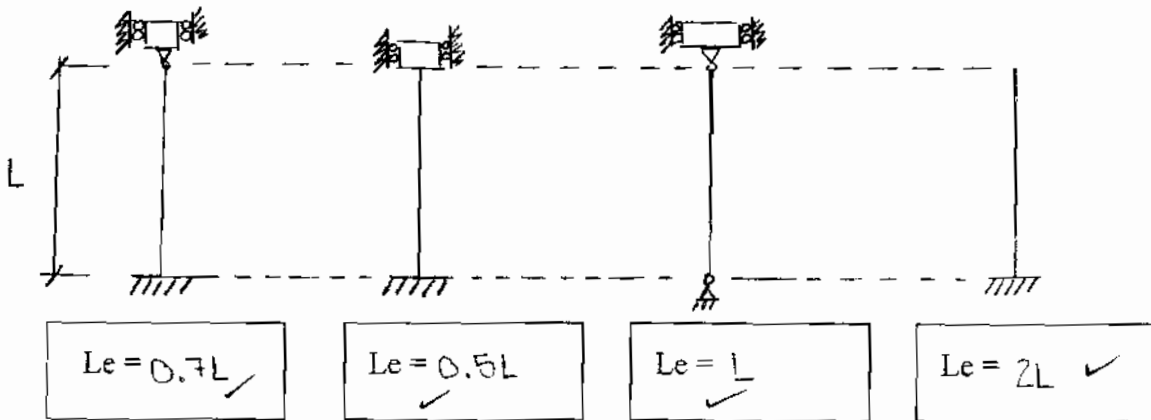 L
Le = 0.7L ✓
Le = 0.5L ✓
Le = L ✓
Le = 2L ✓